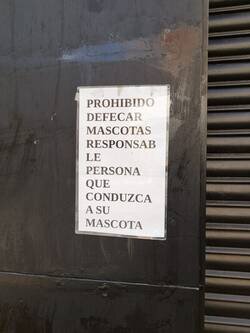 PROHIBIDO
DEFECAR
MASCOTAS
RESPONSAB
LE
PERSONA
QUE
CONDUZCA
A SU
MASCOTA